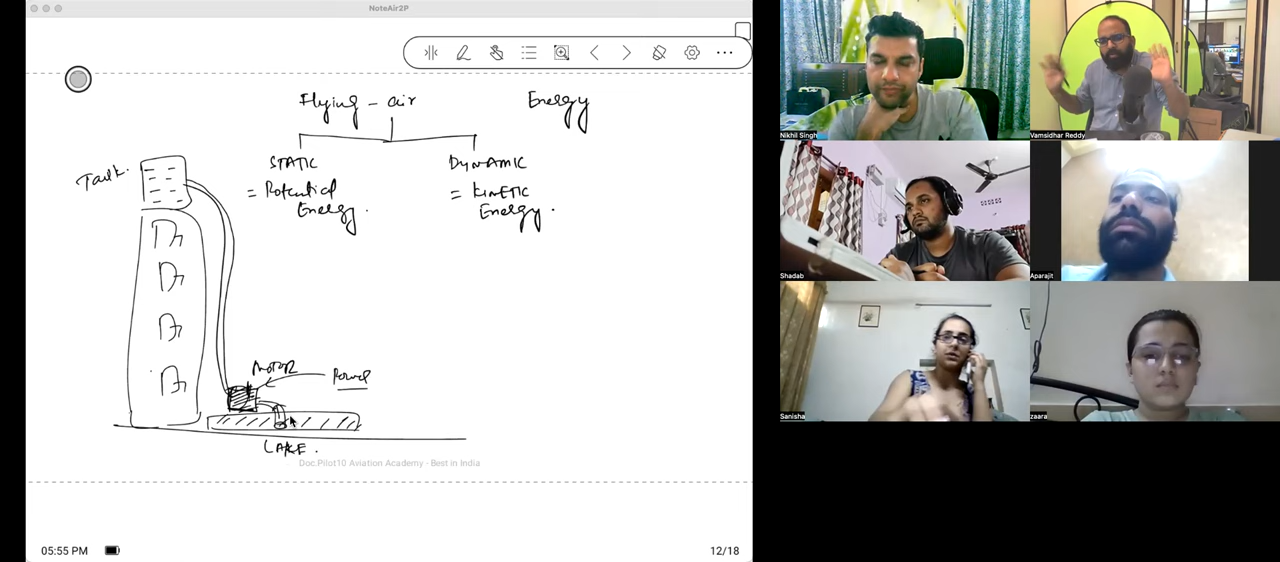 NoteAir2P
Flying - air
Energy
STATIC
= Potential
Energy.
DYNAMIC
= KINETIC
Energy.
Tank.
MOTOR
Power
LAKE.
Doc:Pilot10 Aviation Academy - Best in India
05:55 PM
12/18
Nikhil Singh
Vamsidhar Reddy
Shadab
Aparajit
Sanisha
zaara